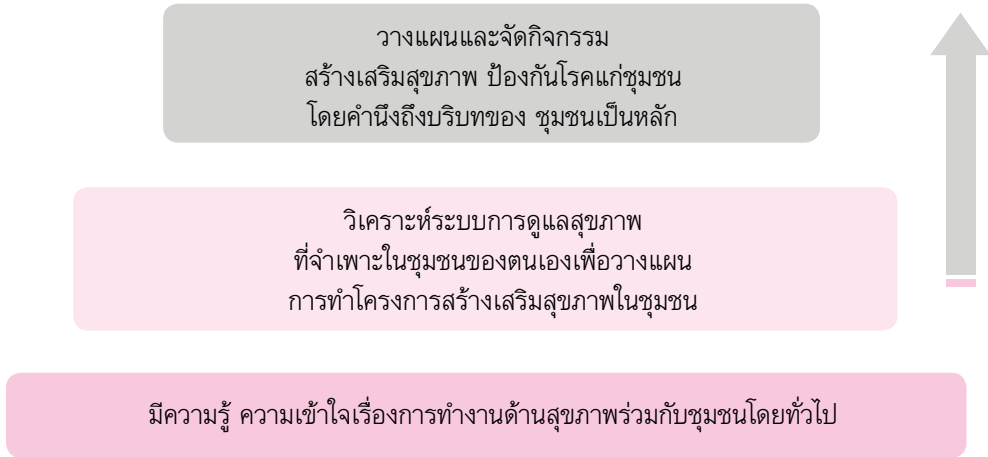 วางแผนและจัดกิจกรรม
สร้างเสริมสุขภาพ ป้องกันโรคแก่ชุมชน
โดยคำนึงถึงบริบทของ ชุมชนเป็นหลัก
วิเคราะห์ระบบการดูแลสุขภาพ
ที่จำเพาะในชุมชนของตนเองเพื่อวางแผน
การทำโครงการสร้างเสริมสุขภาพในชุมชน
มีความรู้ ความเข้าใจเรื่องการทำงานด้านสุขภาพร่วมกับชุมชนโดยทั่วไป